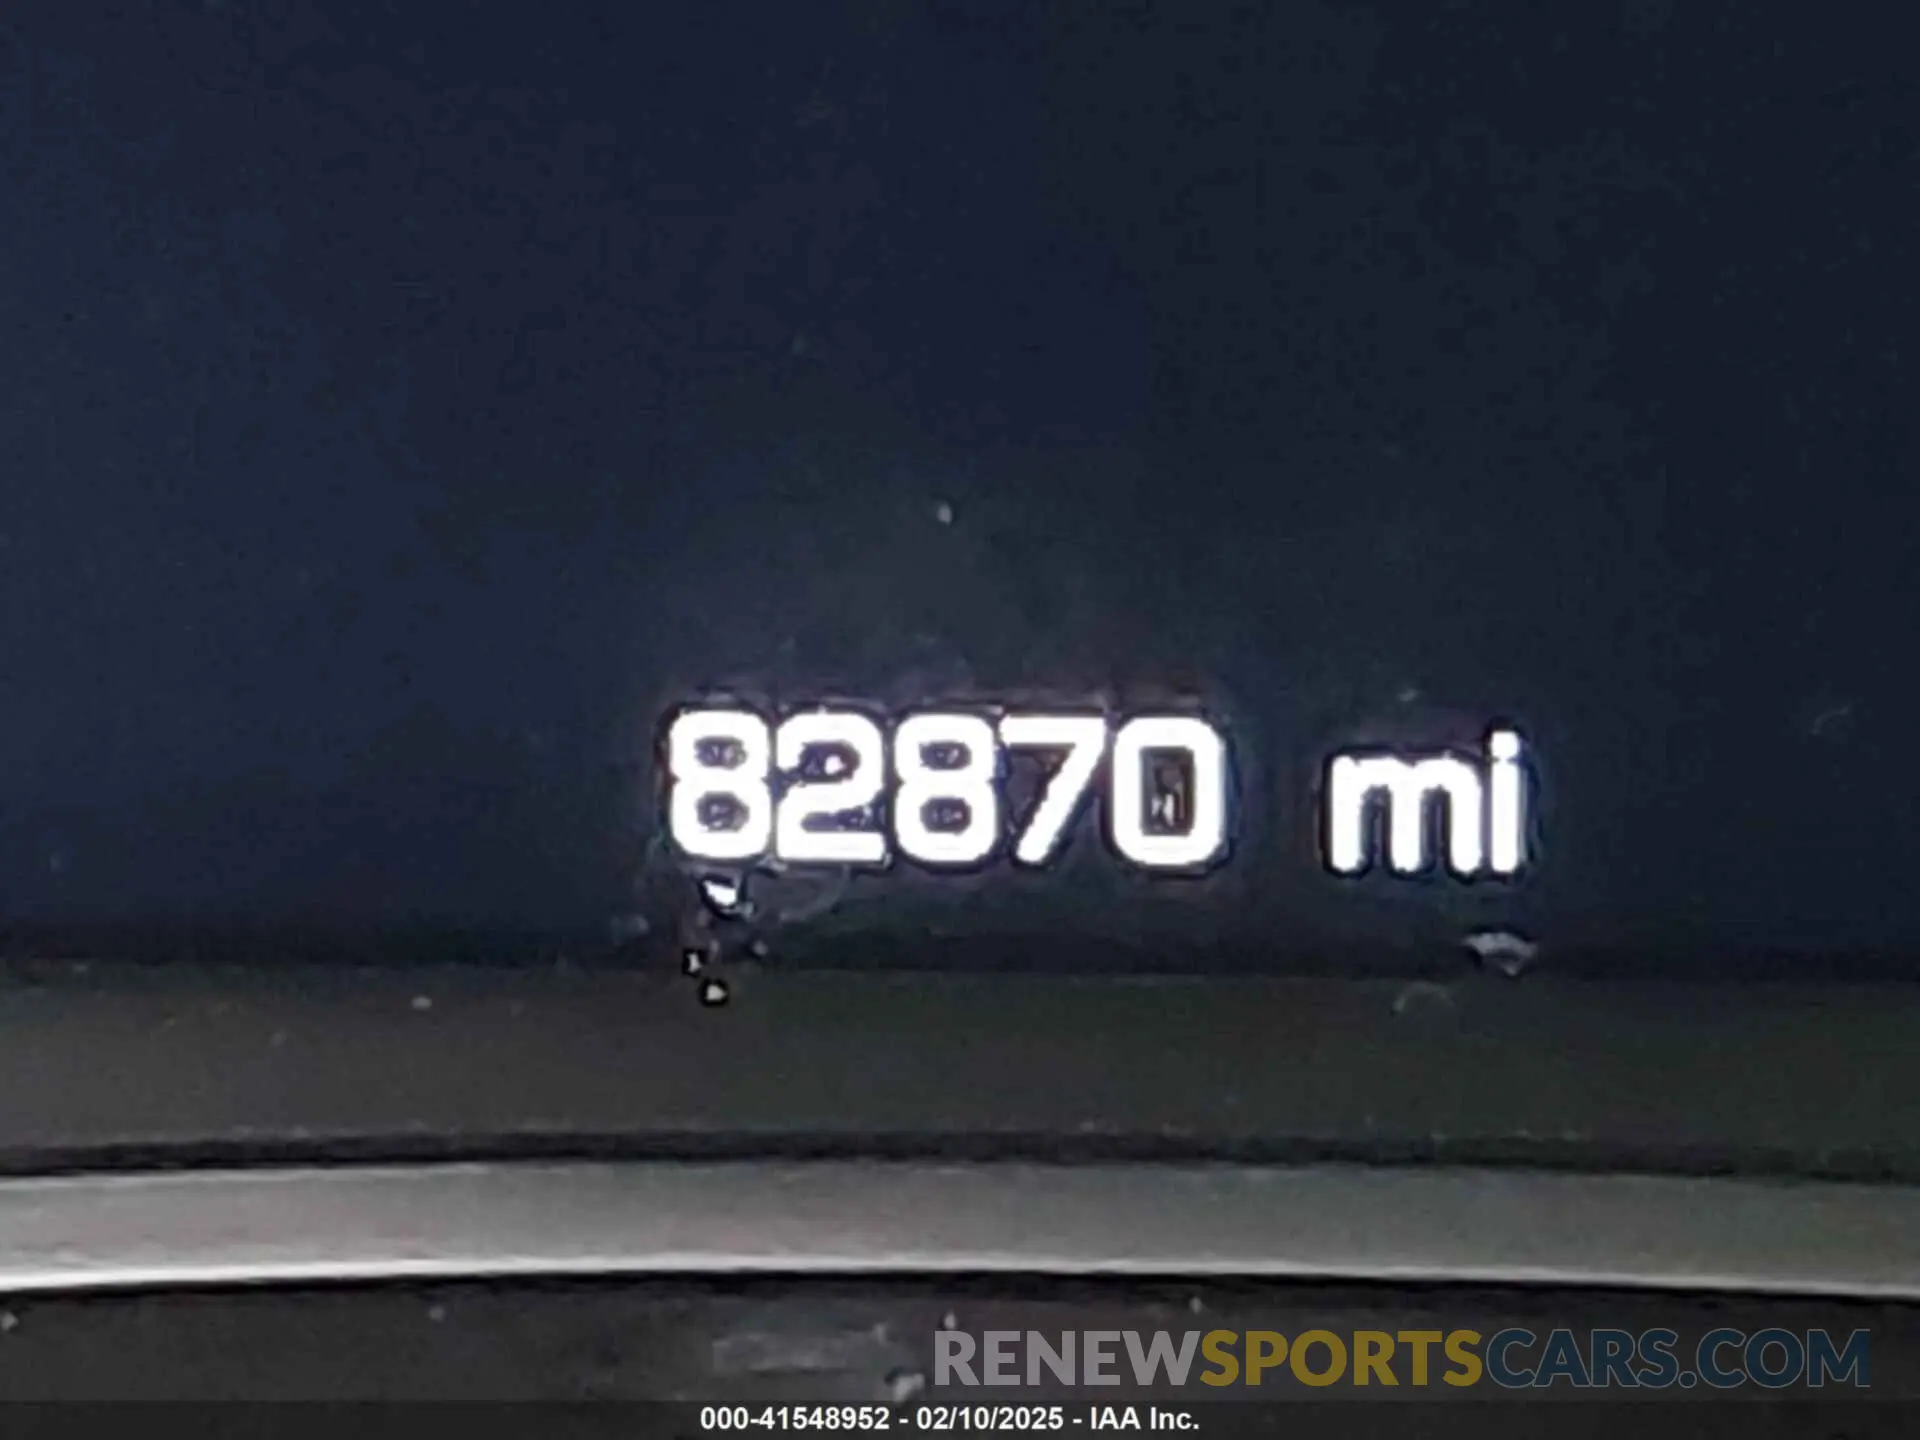 82870 mi
RENEWSPORTSCARS.COM
000-41548952 - 02/10/2025 - IAA Inc.